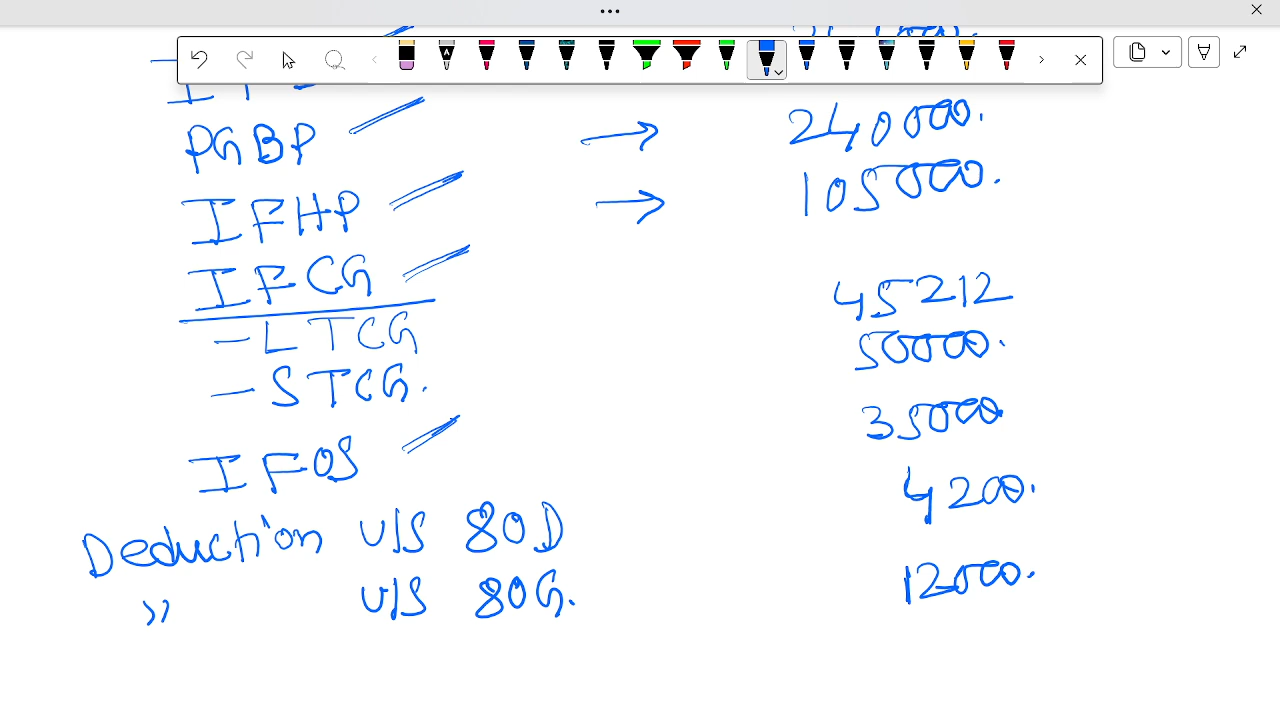 PGBP → 240000.
IFHP → 105000.
IFCG
- LTCG 45212
- STCG. 50000.
IFOS 35000
Deduction U/S 80D 4200.
" U/S 80G. 12000.